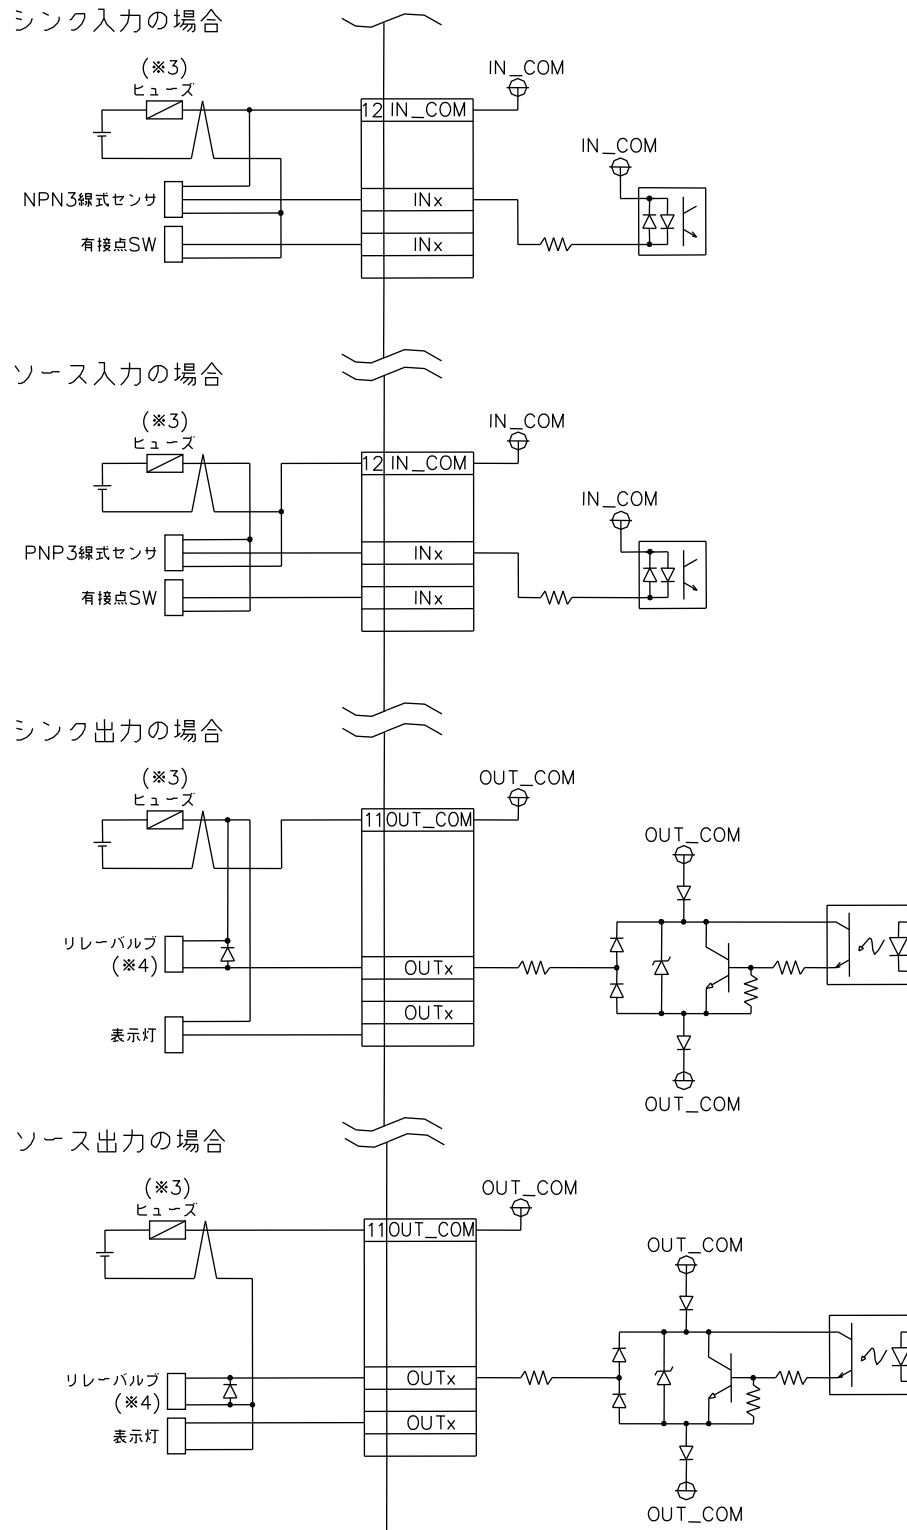 シンク入力の場合
(※3)
ヒューズ
IN_COM
12 IN_COM
IN_COM
NPN3線式センサ
INx
有接点SW
INx
ソース入力の場合
(※3)
ヒューズ
IN_COM
12 IN_COM
IN_COM
PNP3線式センサ
INx
有接点SW
INx
シンク出力の場合
(※3)
ヒューズ
OUT_COM
11 OUT_COM
OUT_COM
リレーバルブ
(※4)
OUTx
OUTx
表示灯
OUT_COM
ソース出力の場合
(※3)
ヒューズ
OUT_COM
11 OUT_COM
OUT_COM
リレーバルブ
(※4)
OUTx
OUTx
表示灯
OUT_COM